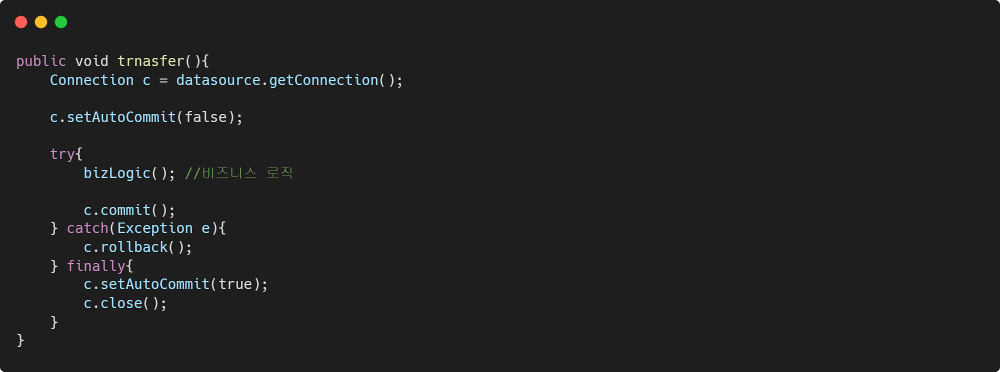 public void trnasfer(){
    Connection c = datasource.getConnection();
    c.setAutoCommit(false);
    try{
        bizLogic(); //비즈니스 로직
        c.commit();
    } catch(Exception e){
        c.rollback();
    } finally{
        c.setAutoCommit(true);
        c.close();
    }
}